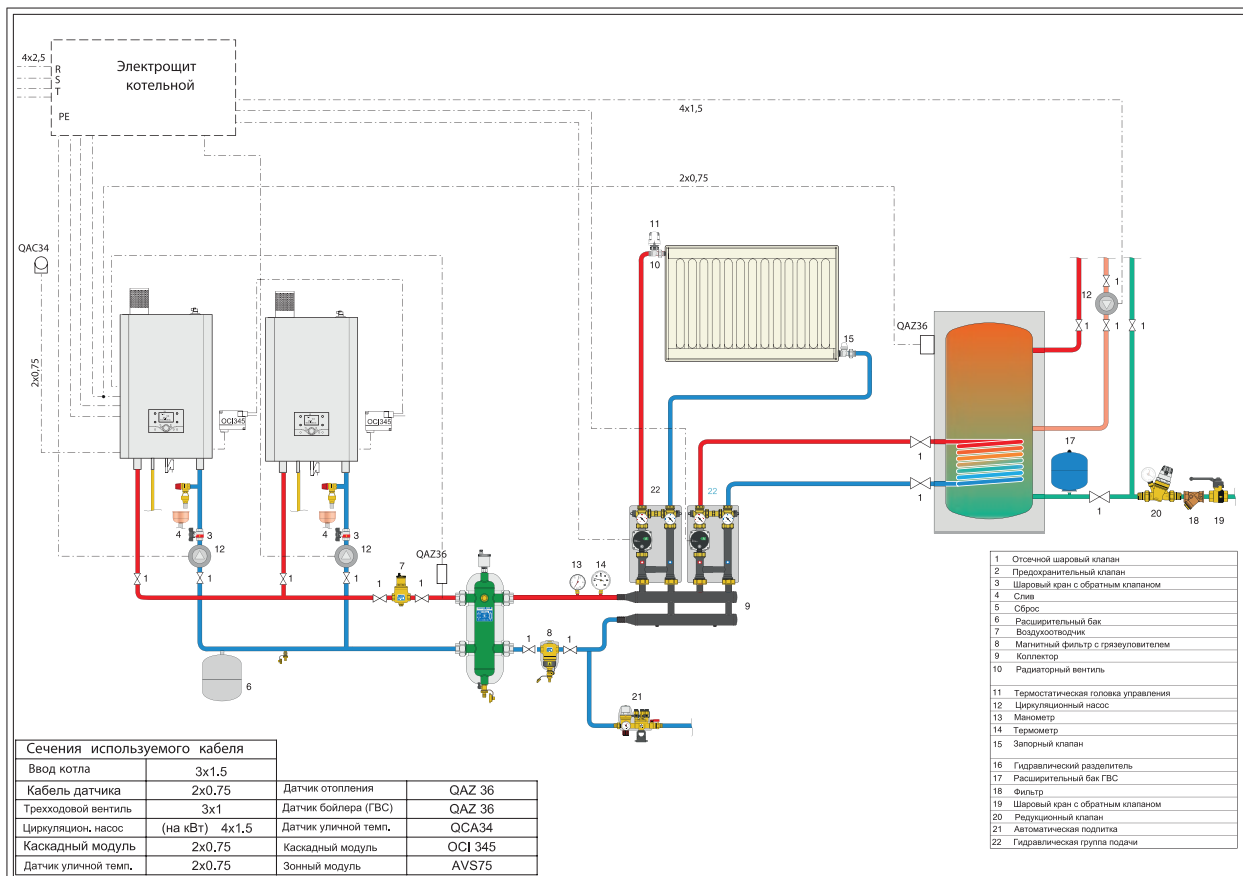 Электрощит
котельной
4x2,5
R
S
T
PE
4x1,5
2x0,75
QAC34
2x0,75
11
10
15
12
1
1
1
1
QAZ36
OCI345
OCI345
17
1
1
1
20
18
19
22
22
4
3
4
3
12
12
1
1
1
1
7
1
1
QAZ36
13
14
9
1
8
1
6
21
1 Отсечной шаровый клапан
2 Предохранительный клапан
3 Шаровый кран с обратным клапаном
4 Слив
5 Сброс
6 Расширительный бак
7 Воздухоотводчик
8 Магнитный фильтр с грязеуловителем
9 Коллектор
10 Радиаторный вентиль
11 Термостатическая головка управления
12 Циркуляционный насос
13 Манометр
14 Термометр
15 Запорный клапан
16 Гидравлический разделитель
17 Расширительный бак ГВС
18 Фильтр
19 Шаровый кран с обратным клапаном
20 Редукционный клапан
21 Автоматическая подпитка
22 Гидравлическая группа подачи
Сечения используемого кабеля
Ввод котла 3x1.5
Кабель датчика 2x0.75 Датчик отопления QAZ 36
Трехходовой вентиль 3x1 Датчик бойлера (ГВС) QAZ 36
Циркуляцион. насос (на кВт) 4x1.5 Датчик уличной темп. QCA34
Каскадный модуль 2x0.75 Каскадный модуль OCI 345
Датчик уличной темп. 2x0.75 Зонный модуль AVS75